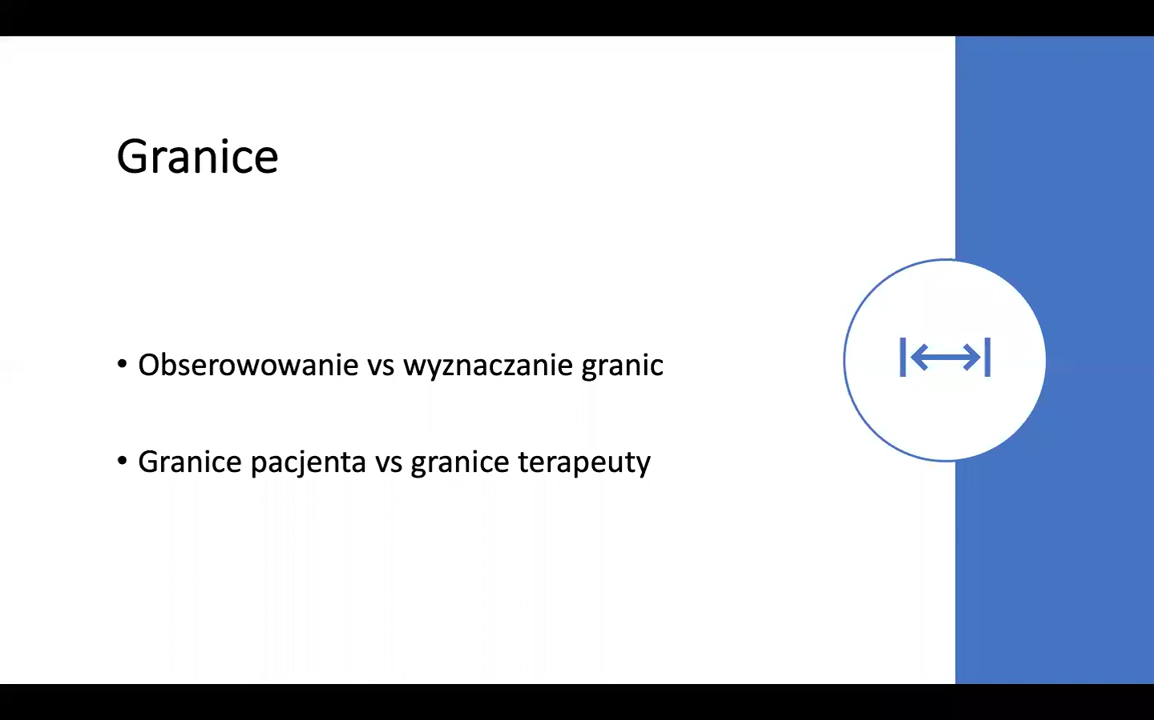 Granice
• Obserowowanie vs wyznaczanie granic
• Granice pacjenta vs granice terapeuty